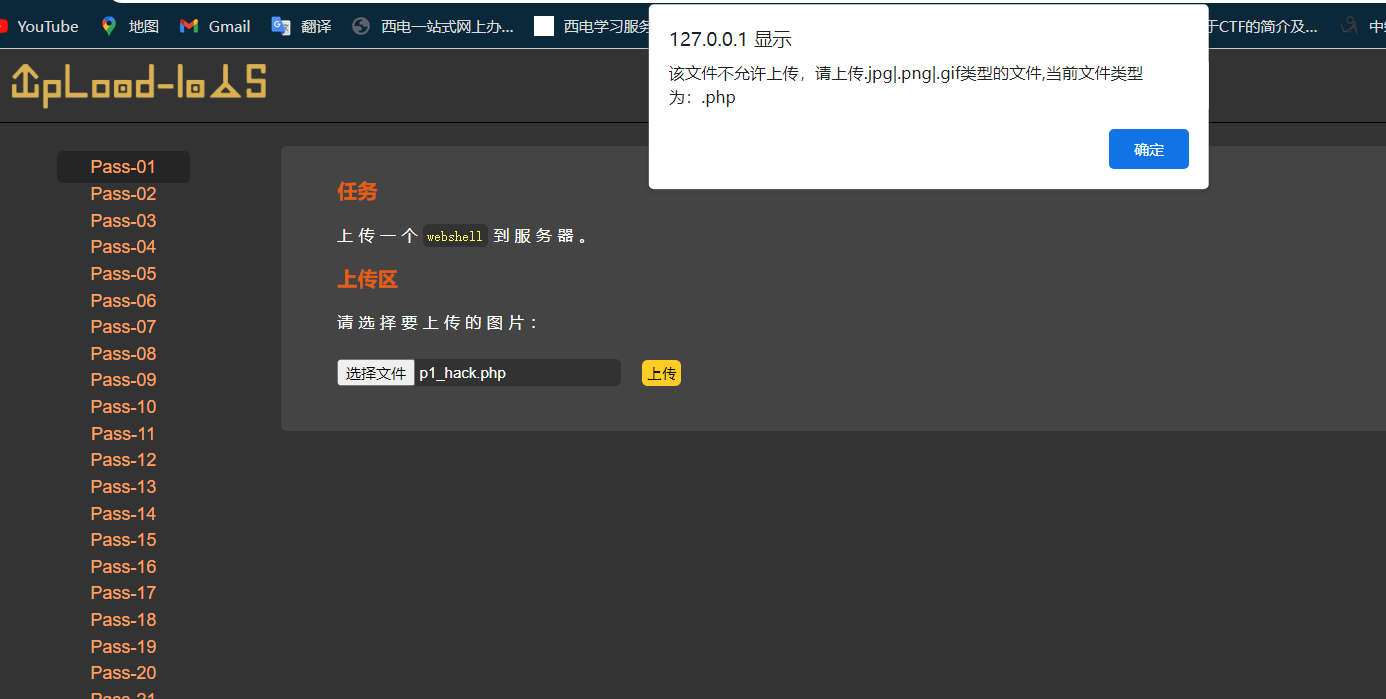 YouTube 地图 Gmail 翻译 西电一站式网上办... 西电学习服务 于CTF的简介及...
127.0.0.1 显示
该文件不允许上传，请上传.jpg|.png|.gif类型的文件,当前文件类型
为：.php
确定
UpLoad-labs
Pass-01
Pass-02
Pass-03
Pass-04
Pass-05
Pass-06
Pass-07
Pass-08
Pass-09
Pass-10
Pass-11
Pass-12
Pass-13
Pass-14
Pass-15
Pass-16
Pass-17
Pass-18
Pass-19
Pass-20
Pass-21
任务
上传一个 webshell 到服务器。
上传区
请选择要上传的图片：
选择文件 p1_hack.php 上传